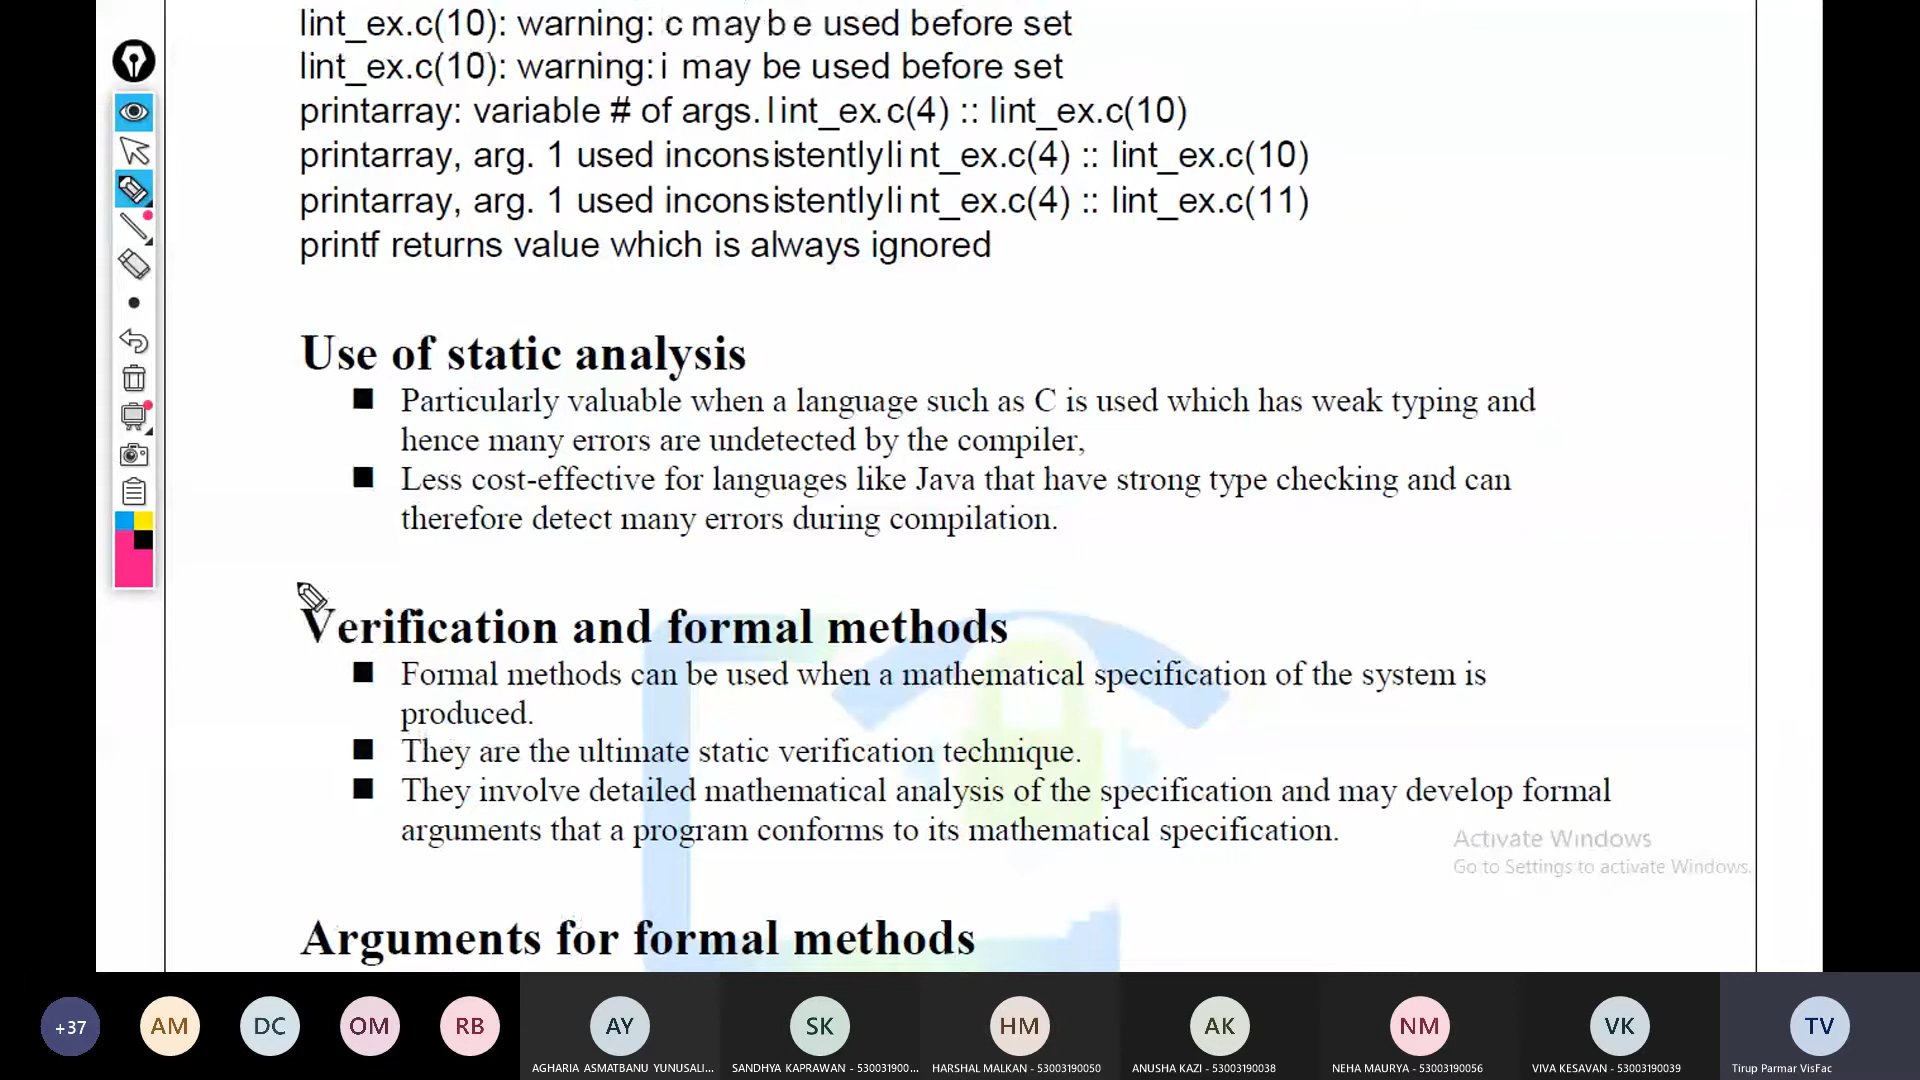 lint_ex.c(10): warning: c may be used before set
lint_ex.c(10): warning: i may be used before set
printarray: variable # of args. lint_ex.c(4) :: lint_ex.c(10)
printarray, arg. 1 used inconsistentlylint_ex.c(4) :: lint_ex.c(10)
printarray, arg. 1 used inconsistentlylint_ex.c(4) :: lint_ex.c(11)
printf returns value which is always ignored
Use of static analysis
■ Particularly valuable when a language such as C is used which has weak typing and
hence many errors are undetected by the compiler,
■ Less cost-effective for languages like Java that have strong type checking and can
therefore detect many errors during compilation.
Verification and formal methods
■ Formal methods can be used when a mathematical specification of the system is
produced.
■ They are the ultimate static verification technique.
■ They involve detailed mathematical analysis of the specification and may develop formal
arguments that a program conforms to its mathematical specification.
Activate Windows
Go to Settings to activate Windows.
Arguments for formal methods
+37 AM DC OM RB AY SK HM AK NM VK TV
AGHARIA ASMATBANU YUNUSALI... SANDHYA KAPRAWAN - 530031900... HARSHAL MALKAN - 53003190050 ANUSHA KAZI - 53003190038 NEHA MAURYA - 53003190056 VIVA KESAVAN - 53003190039 Tirup Parmar VisFac